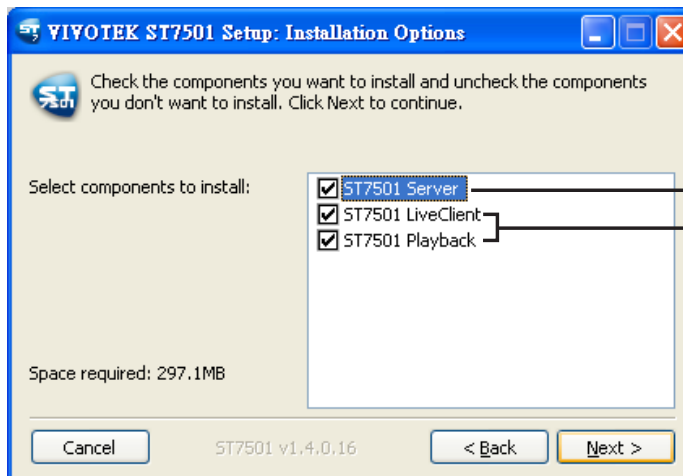 VIVOTEK ST7501 Setup: Installation Options
Check the components you want to install and uncheck the components
you don't want to install. Click Next to continue.
Select components to install:
ST7501 Server
ST7501 LiveClient
ST7501 Playback
Space required: 297.1MB
Cancel
ST7501 v1.4.0.16
< Back
Next >